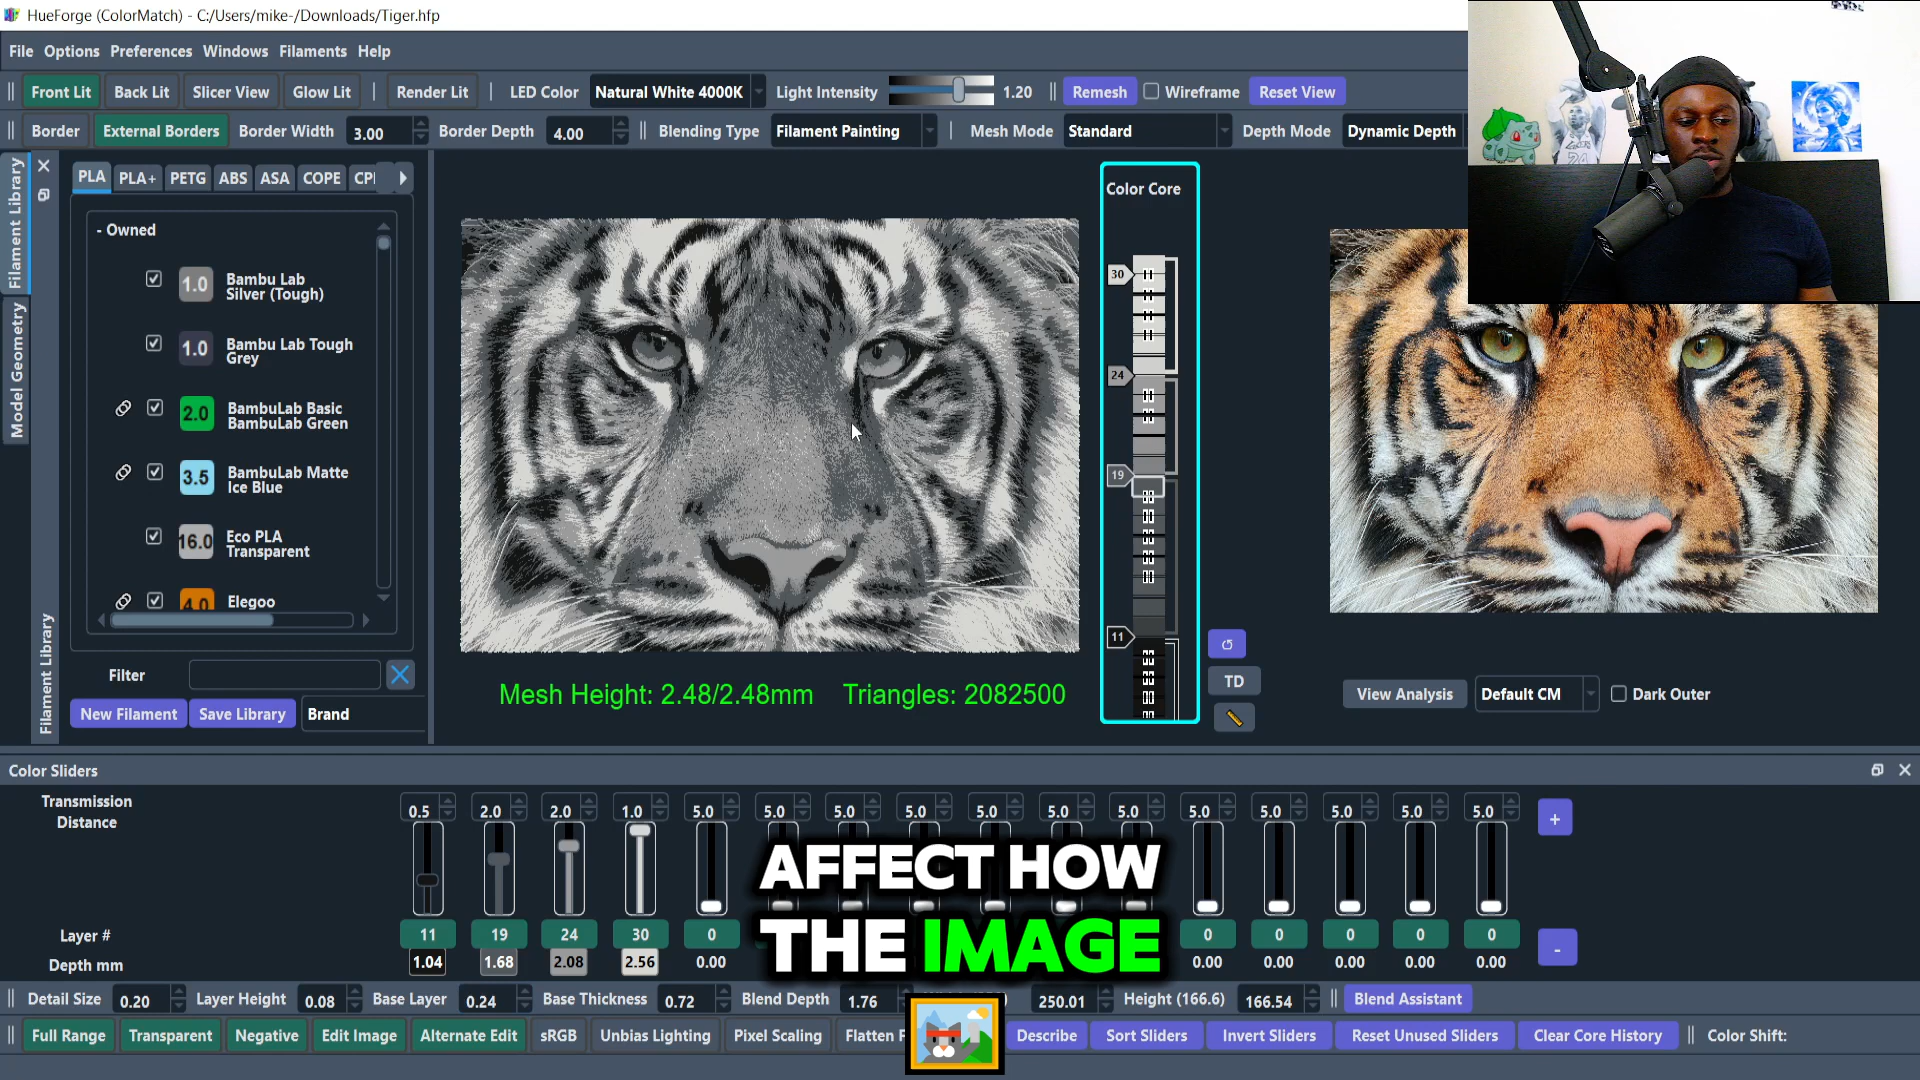 HueForge (ColorMatch) - C:/Users/mike-/Downloads/Tiger.hfp
File Options Preferences Windows Filaments Help
Front Lit Back Lit Slicer View Glow Lit Render Lit LED Color Natural White 4000K Light Intensity 1.20 Remesh Wireframe Reset View
Border External Borders Border Width 3.00 Border Depth 4.00 Blending Type Filament Painting Mesh Mode Standard Depth Mode Dynamic Depth
Filament Library
Model Geometry
Filament Library
PLA PLA+ PETG ABS ASA COPE
- Owned
1.0 Bambu Lab
Silver (Tough)
1.0 Bambu Lab Tough
Grey
2.0 BambuLab Basic
BambuLab Green
3.5 BambuLab Matte
Ice Blue
16.0 Eco PLA
Transparent
4.0 Elegoo
Filter
New Filament Save Library Brand
Mesh Height: 2.48/2.48mm Triangles: 2082500
Color Core
30
24
19
11
TD
View Analysis Default CM Dark Outer
LAKERS
24
Color Sliders
Transmission
Distance
0.5 2.0 2.0 1.0 5.0 5.0 5.0 5.0 5.0 5.0 5.0 5.0 5.0 5.0 5.0 5.0
+
AFFECT HOW
THE IMAGE
Layer # 11 19 24 30 0 0 0 0 0 0
-
Depth mm 1.04 1.68 2.08 2.56 0.00 0.00 0.00 0.00 0.00 0.00
Detail Size 0.20 Layer Height 0.08 Base Layer 0.24 Base Thickness 0.72 Blend Depth 1.76 250.01 Height (166.6) 166.54 Blend Assistant
Full Range Transparent Negative Edit Image Alternate Edit sRGB Unbias Lighting Pixel Scaling Flatten Describe Sort Sliders Invert Sliders Reset Unused Sliders Clear Core History Color Shift: